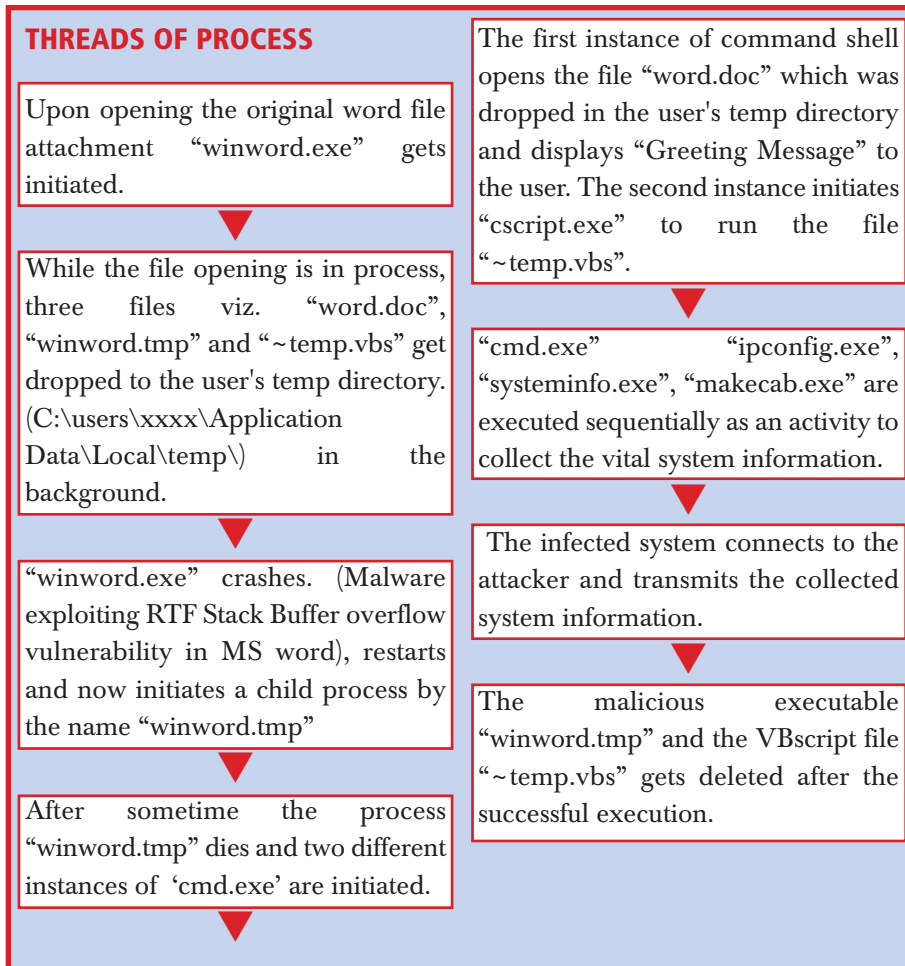 THREADS OF PROCESS
Upon opening the original word file
attachment “winword.exe” gets
initiated.
While the file opening is in process,
three files viz. “word.doc”,
“winword.tmp” and “~temp.vbs” get
dropped to the user's temp directory.
(C:\users\xxxx\Application
Data\Local\temp\) in the
background.
“winword.exe” crashes. (Malware
exploiting RTF Stack Buffer overflow
vulnerability in MS word), restarts
and now initiates a child process by
the name “winword.tmp”
After sometime the process
“winword.tmp” dies and two different
instances of ‘cmd.exe’ are initiated.
The first instance of command shell
opens the file “word.doc” which was
dropped in the user's temp directory
and displays “Greeting Message” to
the user. The second instance initiates
“cscript.exe” to run the file
“~temp.vbs”.
“cmd.exe” “ipconfig.exe”,
“systeminfo.exe”, “makecab.exe” are
executed sequentially as an activity to
collect the vital system information.
The infected system connects to the
attacker and transmits the collected
system information.
The malicious executable
“winword.tmp” and the VBscript file
“~temp.vbs” gets deleted after the
successful execution.